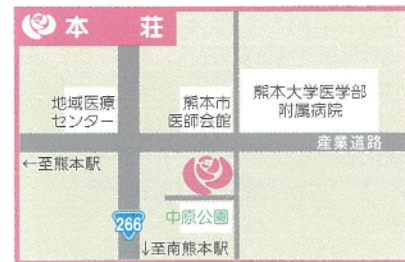 本 荘
地域医療
センター
熊本市
医師会館
熊本大学医学部
附属病院
産業道路
←至熊本駅
中原公園
266
↓至南熊本駅